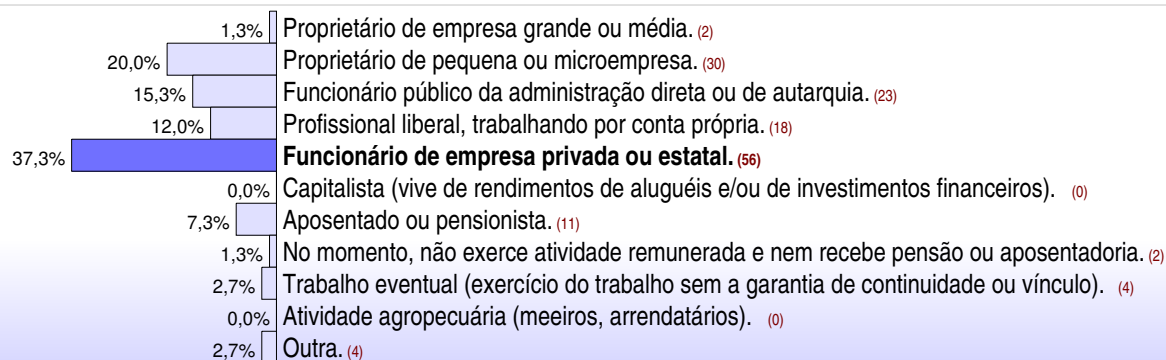 1,3% Proprietário de empresa grande ou média. (2)
20,0% Proprietário de pequena ou microempresa. (30)
15,3% Funcionário público da administração direta ou de autarquia. (23)
12,0% Profissional liberal, trabalhando por conta própria. (18)
37,3% Funcionário de empresa privada ou estatal. (56)
0,0% Capitalista (vive de rendimentos de aluguéis e/ou de investimentos financeiros). (0)
7,3% Aposentado ou pensionista. (11)
1,3% No momento, não exerce atividade remunerada e nem recebe pensão ou aposentadoria. (2)
2,7% Trabalho eventual (exercício do trabalho sem a garantia de continuidade ou vínculo). (4)
0,0% Atividade agropecuária (meeiros, arrendatários). (0)
2,7% Outra. (4)